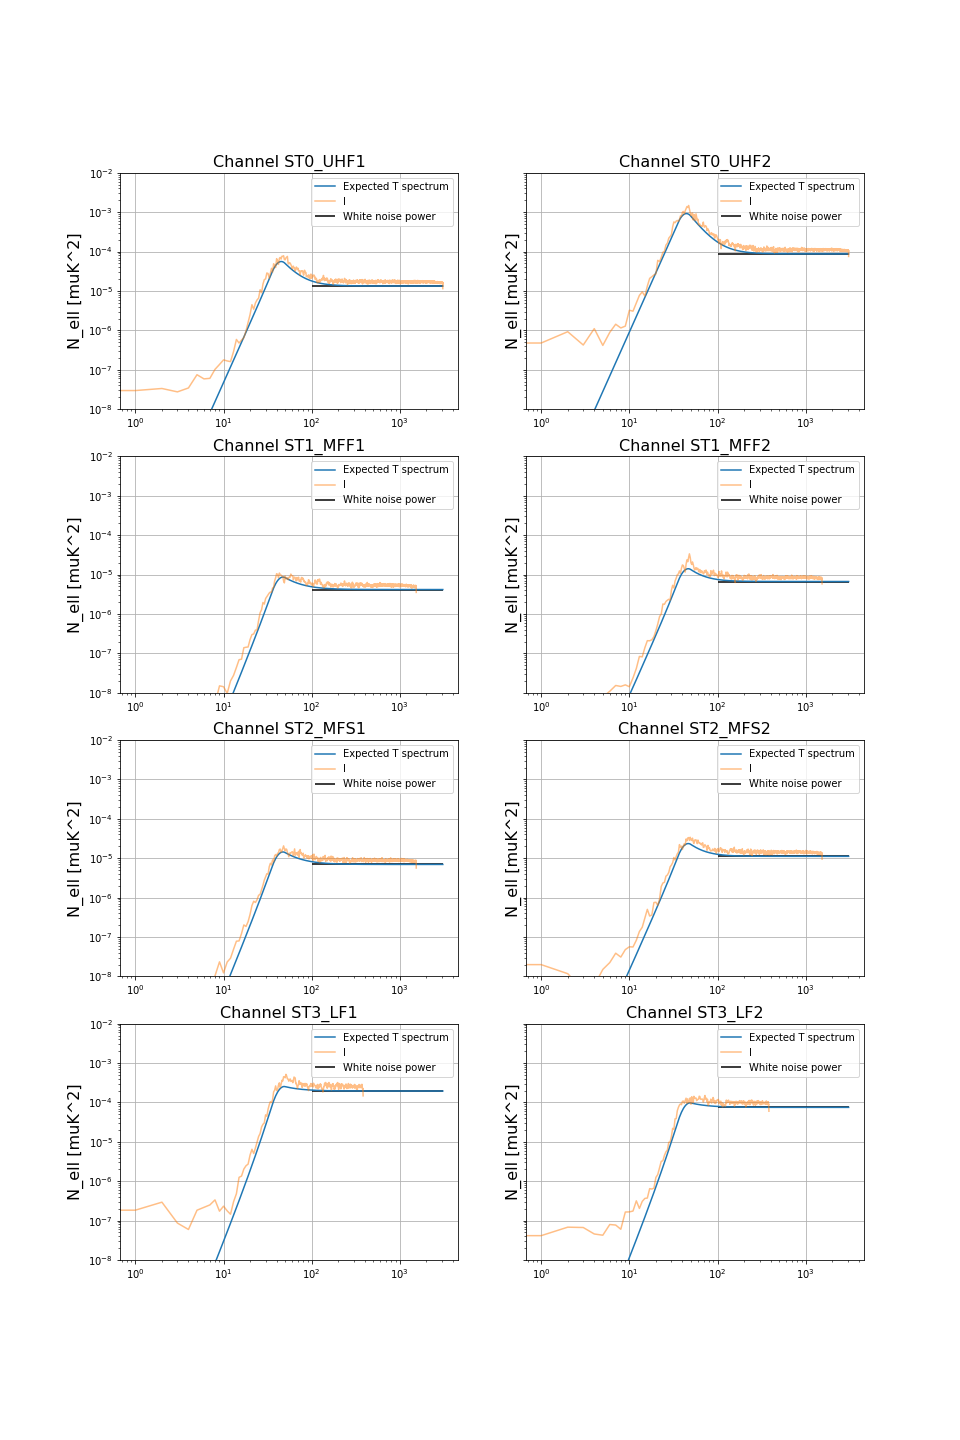 Channel ST0_UHF1
N_ell [muK^2]
10^-2
10^-3
10^-4
10^-5
10^-6
10^-7
10^-8
10^0
10^1
10^2
10^3
Expected T spectrum
I
White noise power
Channel ST0_UHF2
N_ell [muK^2]
10^0
10^1
10^2
10^3
Expected T spectrum
I
White noise power
Channel ST1_MFF1
N_ell [muK^2]
10^-2
10^-3
10^-4
10^-5
10^-6
10^-7
10^-8
10^0
10^1
10^2
10^3
Expected T spectrum
I
White noise power
Channel ST1_MFF2
N_ell [muK^2]
10^0
10^1
10^2
10^3
Expected T spectrum
I
White noise power
Channel ST2_MFS1
N_ell [muK^2]
10^-2
10^-3
10^-4
10^-5
10^-6
10^-7
10^-8
10^0
10^1
10^2
10^3
Expected T spectrum
I
White noise power
Channel ST2_MFS2
N_ell [muK^2]
10^0
10^1
10^2
10^3
Expected T spectrum
I
White noise power
Channel ST3_LF1
N_ell [muK^2]
10^-2
10^-3
10^-4
10^-5
10^-6
10^-7
10^-8
10^0
10^1
10^2
10^3
Expected T spectrum
I
White noise power
Channel ST3_LF2
N_ell [muK^2]
10^0
10^1
10^2
10^3
Expected T spectrum
I
White noise power